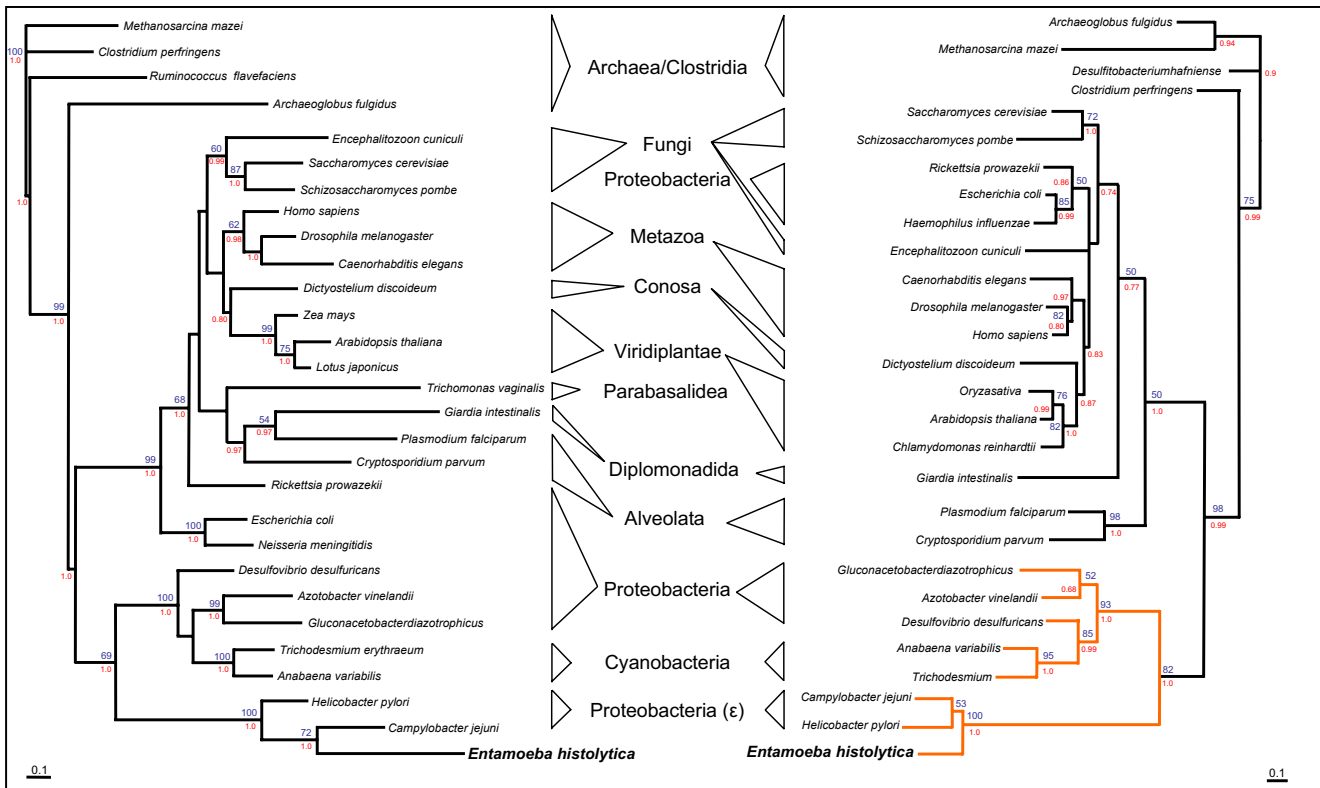 Methanosarcina mazei
100
1.0
Clostridium perfringens
Ruminococcus flavefaciens
1.0
Archaeoglobus fulgidus
99
1.0
Encephalitozoon cuniculi
60
0.99
Saccharomyces cerevisiae
87
1.0
Schizosaccharomyces pombe
Homo sapiens
62
0.98
Drosophila melanogaster
1.0
Caenorhabditis elegans
Dictyostelium discoideum
0.80
Zea mays
99
1.0
Arabidopsis thaliana
75
1.0
Lotus japonicus
Trichomonas vaginalis
68
1.0
Giardia intestinalis
54
0.97
Plasmodium falciparum
0.97
Cryptosporidium parvum
99
1.0
Rickettsia prowazekii
Escherichia coli
100
1.0
Neisseria meningitidis
1.0
Desulfovibrio desulfuricans
100
1.0
Azotobacter vinelandii
99
1.0
Gluconacetobacterdiazotrophicus
Trichodesmium erythraeum
100
1.0
Anabaena variabilis
69
1.0
Helicobacter pylori
100
1.0
Campylobacter jejuni
72
1.0
Entamoeba histolytica
0.1
Archaea/Clostridia
Fungi
Proteobacteria
Metazoa
Conosa
Viridiplantae
Parabasalidea
Diplomonadida
Alveolata
Proteobacteria
Cyanobacteria
Proteobacteria (ε)
Archaeoglobus fulgidus
0.94
Methanosarcina mazei
Desulfitobacteriumhafniense
0.9
Clostridium perfringens
Saccharomyces cerevisiae
72
1.0
Schizosaccharomyces pombe
Rickettsia prowazekii
0.86
50
0.74
Escherichia coli
85
0.99
Haemophilus influenzae
75
0.99
Encephalitozoon cuniculi
Caenorhabditis elegans
0.97
50
0.77
Drosophila melanogaster
82
0.80
Homo sapiens
0.83
Dictyostelium discoideum
0.87
Oryzasativa
76
0.99
Arabidopsis thaliana
82
1.0
Chlamydomonas reinhardtii
50
1.0
Giardia intestinalis
Plasmodium falciparum
98
1.0
Cryptosporidium parvum
98
0.99
Gluconacetobacterdiazotrophicus
52
0.68
Azotobacter vinelandii
93
1.0
Desulfovibrio desulfuricans
85
0.99
Anabaena variabilis
95
1.0
Trichodesmium
82
1.0
Campylobacter jejuni
53
Helicobacter pylori
100
1.0
Entamoeba histolytica
0.1